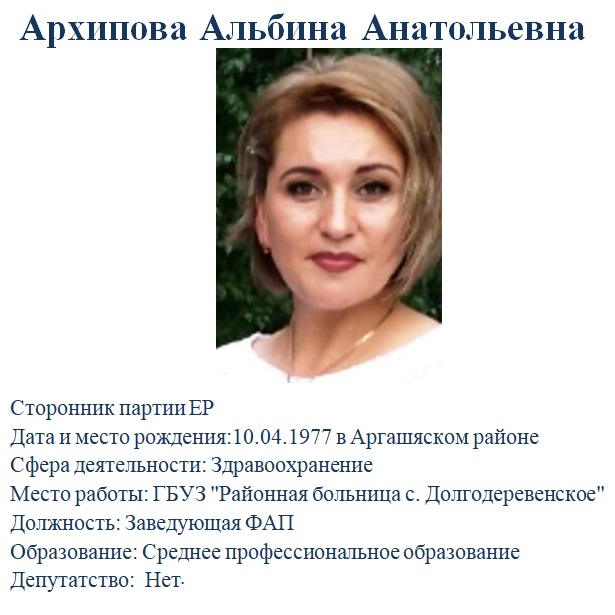 Архипова Альбина Анатольевна
Сторонник партии ЕР
Дата и место рождения:10.04.1977 в Аргашяском районе
Сфера деятельности: Здравоохранение
Место работы: ГБУЗ "Районная больница с. Долгодеревенское"
Должность: Заведующая ФАП
Образование: Среднее профессиональное образование
Депутатство: Нет.